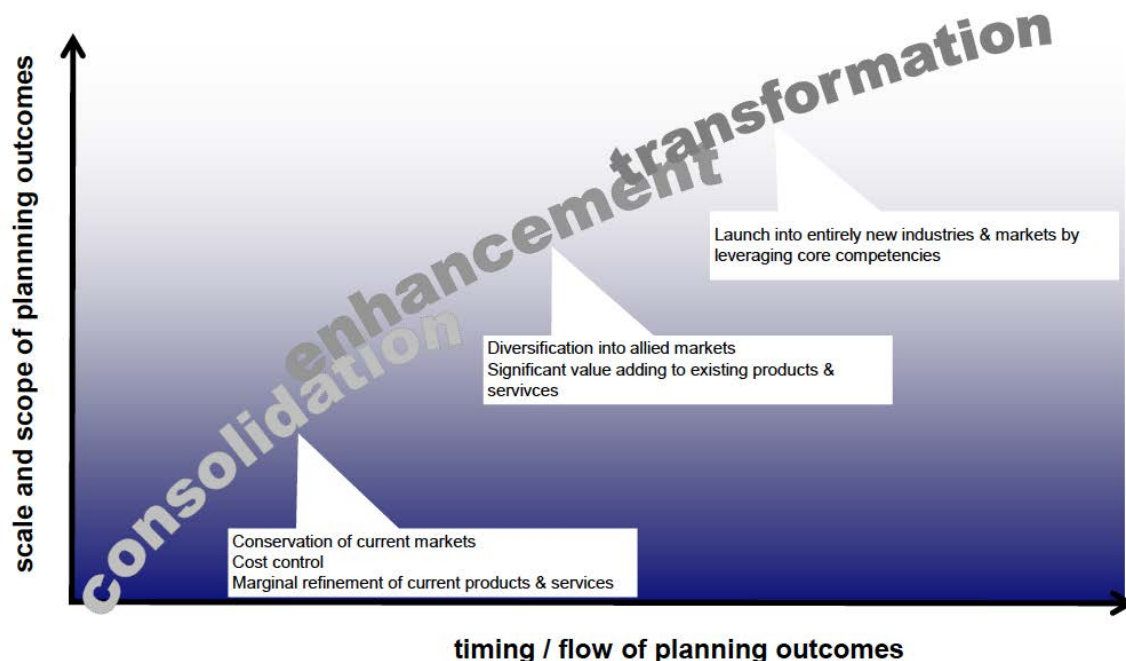 scale and scope of plannning outcomes
transformation
enhancement
consolidation
Launch into entirely new industries & markets by
leveraging core competencies
Diversification into allied markets
Significant value adding to existing products &
servivces
Conservation of current markets
Cost control
Marginal refinement of current products & services
timing / flow of planning outcomes